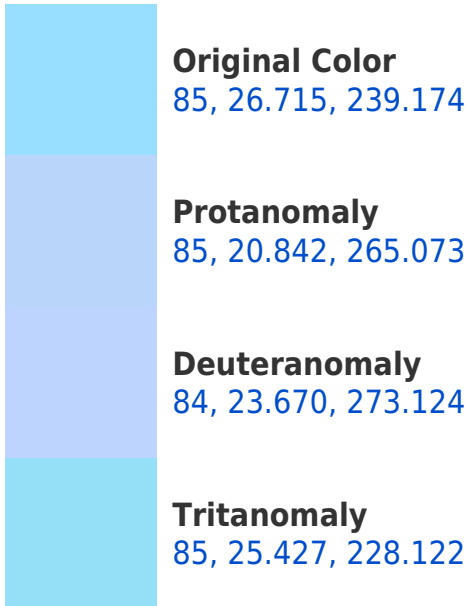 Original Color
85, 26.715, 239.174
Protanomaly
85, 20.842, 265.073
Deuteranomaly
84, 23.670, 273.124
Tritanomaly
85, 25.427, 228.122